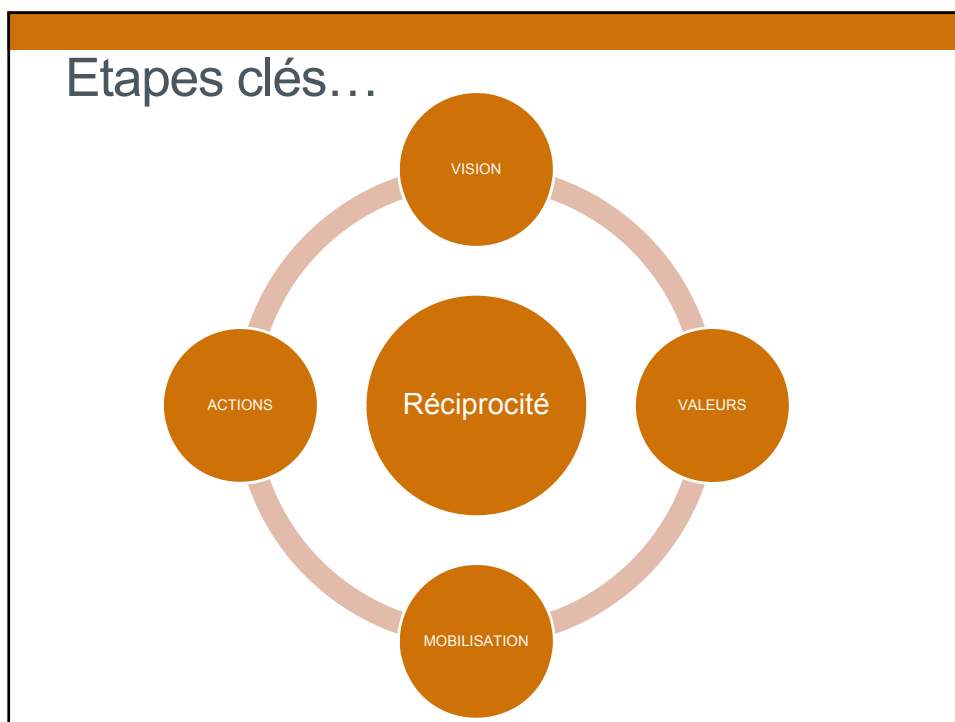 Etapes clés…
VISION
ACTIONS
Réciprocité
VALEURS
MOBILISATION